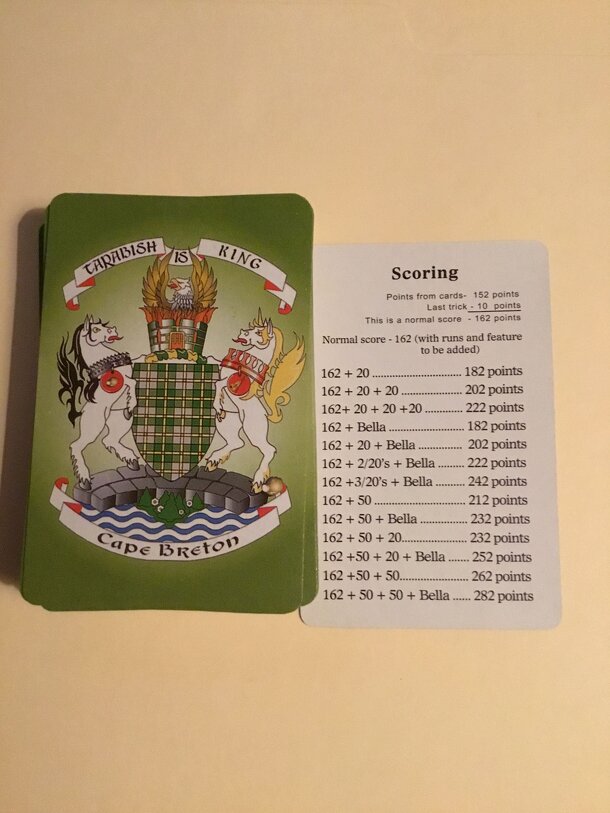 TARABISH IS KING
Cape Breton
Scoring
Points from cards- 152 points
Last trick - 10 points
This is a normal score - 162 points
Normal score - 162 (with runs and feature
to be added)
162 + 20 ............................ 182 points
162 + 20 + 20 .................... 202 points
162+ 20 + 20 +20 ............. 222 points
162 + Bella ......................... 182 points
162 + 20 + Bella ................ 202 points
162 + 2/20's + Bella ......... 222 points
162 +3/20's + Bella .......... 242 points
162 + 50 ............................. 212 points
162 + 50 + Bella ................ 232 points
162 + 50 + 20..................... 232 points
162 +50 + 20 + Bella ....... 252 points
162 +50 + 50....................... 262 points
162 + 50 + 50 + Bella ...... 282 points